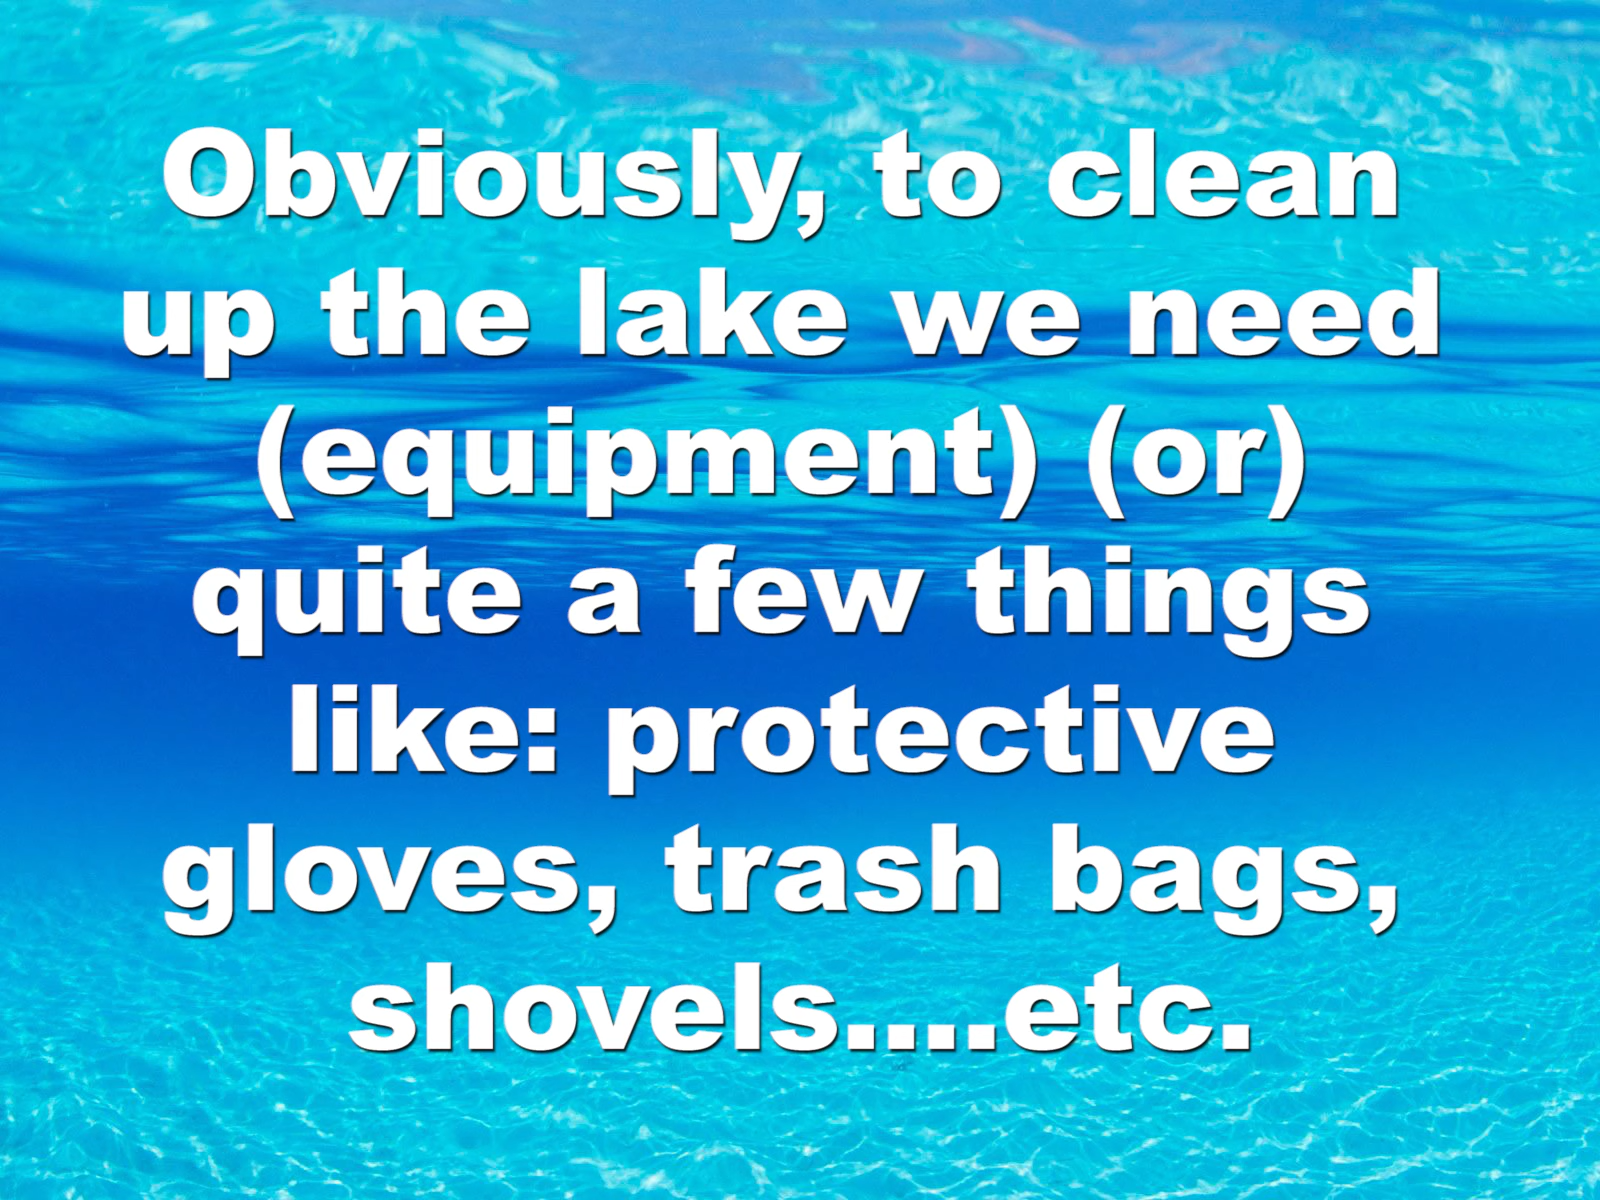 Obviously, to clean
up the lake we need
(equipment) (or)
quite a few things
like: protective
gloves, trash bags,
shovels....etc.